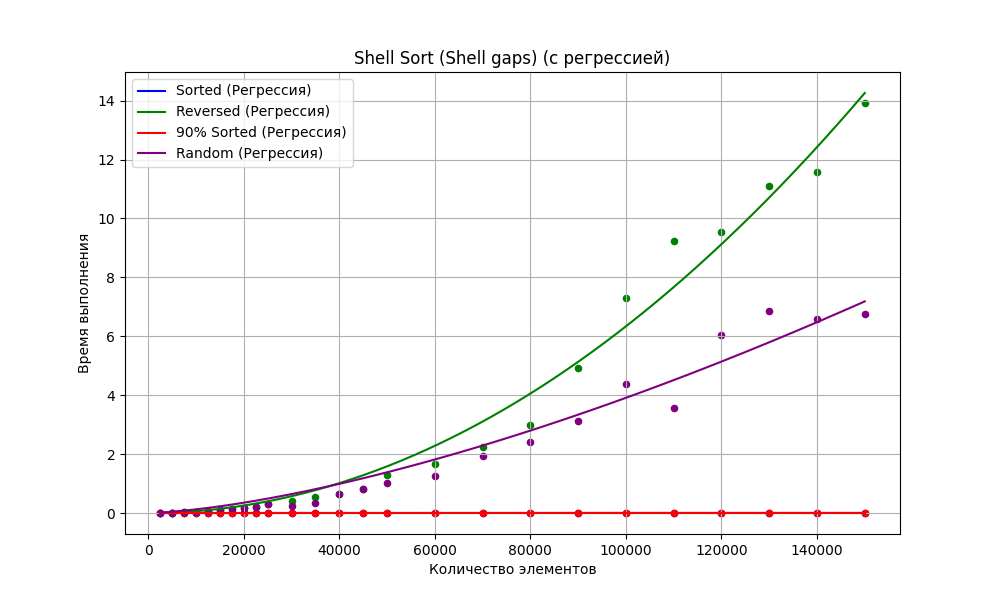 Shell Sort (Shell gaps) (с регрессией)
Sorted (Регрессия)
Reversed (Регрессия)
90% Sorted (Регрессия)
Random (Регрессия)
Время выполнения
14
12
10
8
6
4
2
0
0 20000 40000 60000 80000 100000 120000 140000
Количество элементов